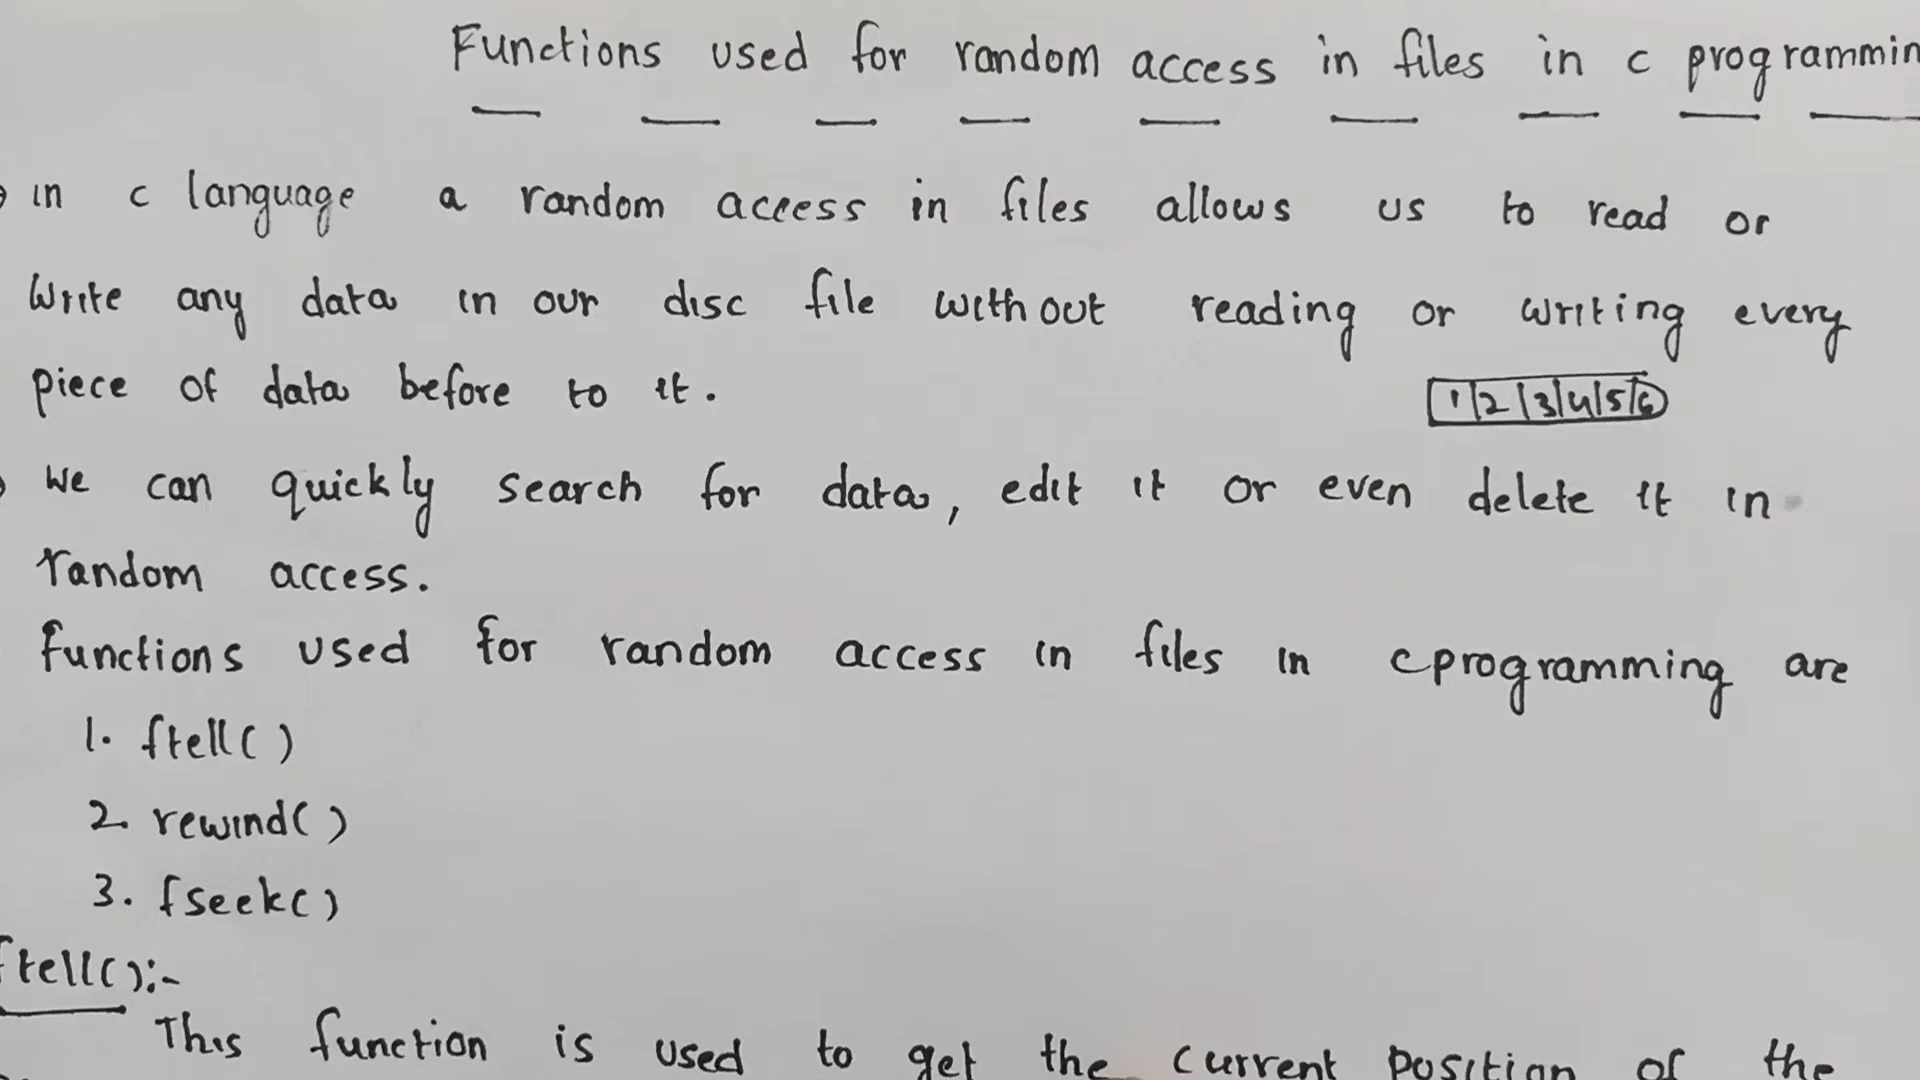 Functions used for random access in files in c programmin
in c language a random access in files allows us to read or
Write any data in our disc file without reading or writing every
piece of data before to it.
1 2 3 4 5 6
We can quickly search for data, edit it or even delete it in
random access.
functions used for random access in files in cprogramming are
1. ftell()
2. rewind()
3. fseek()
ftell():-
This function is used to get the current position of the